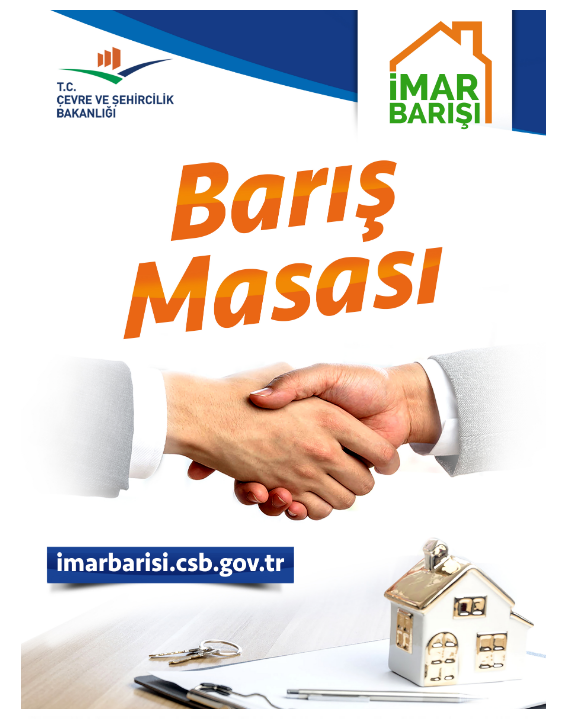 T.C.
ÇEVRE VE ŞEHİRCİLİK
BAKANLIĞI
İMAR
BARIŞI
Barış
Masası
imarbarisi.csb.gov.tr